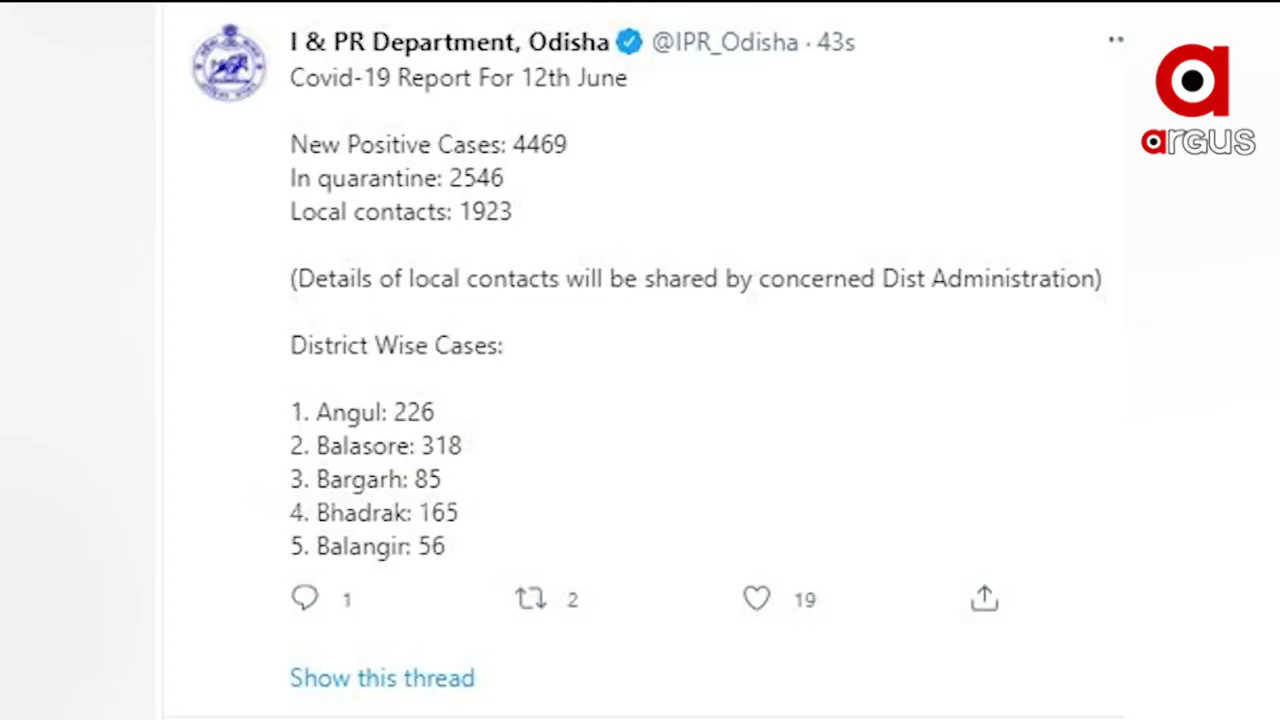 I & PR Department, Odisha @IPR_Odisha · 43s
Covid-19 Report For 12th June
New Positive Cases: 4469
In quarantine: 2546
Local contacts: 1923
(Details of local contacts will be shared by concerned Dist Administration)
District Wise Cases:
1. Angul: 226
2. Balasore: 318
3. Bargarh: 85
4. Bhadrak: 165
5. Balangir: 56
1 2 19
Show this thread
argus